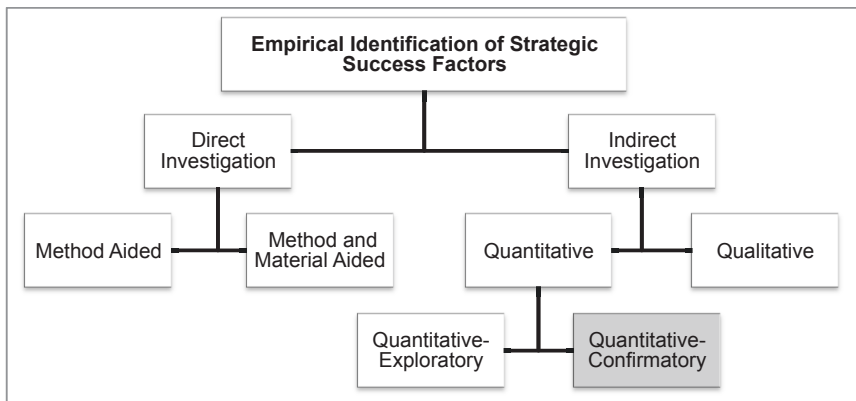 Empirical Identification of Strategic
Success Factors
Direct
Investigation
Indirect
Investigation
Method Aided
Method and
Material Aided
Quantitative
Qualitative
Quantitative-
Exploratory
Quantitative-
Confirmatory